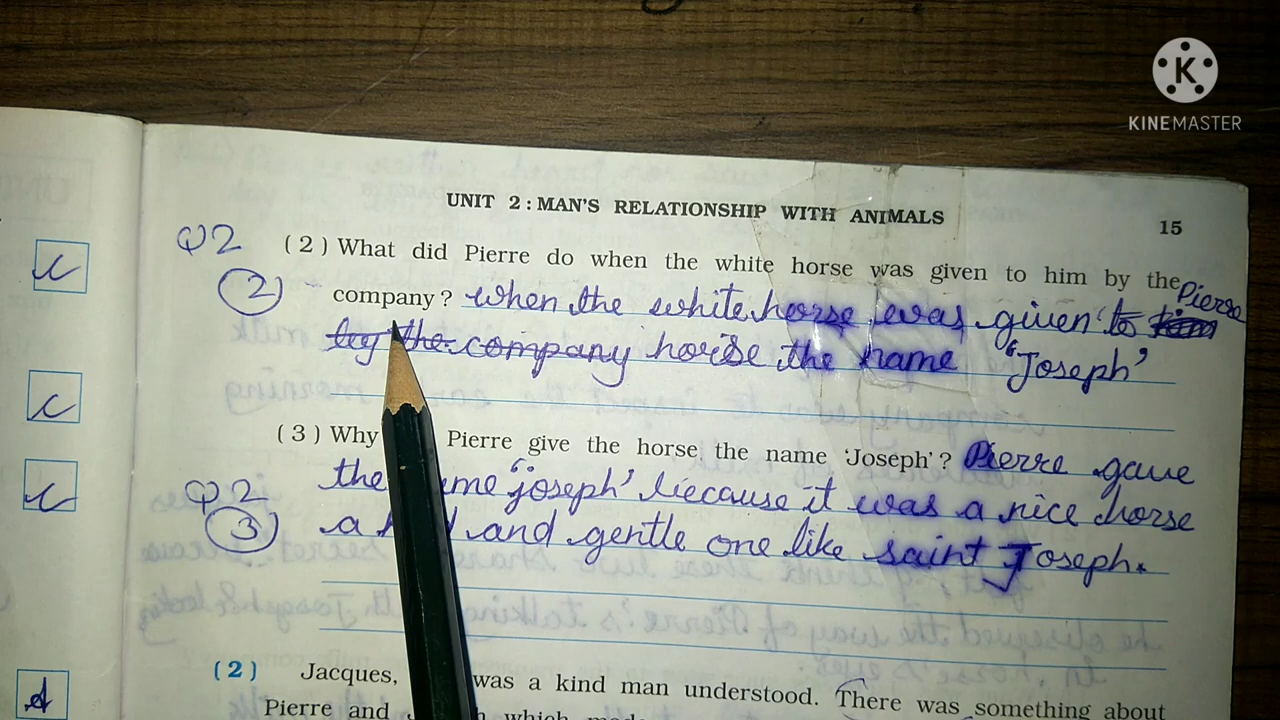 KINEMASTER
UNIT 2 : MAN'S RELATIONSHIP WITH ANIMALS
15
Q2
( 2 ) What did Pierre do when the white horse was given to him by the
2
company ? when the white horse was given to Pierre
by the company horse the name 'Joseph'
( 3 ) Why Pierre give the horse the name 'Joseph' ? Pierre gave
the 'joseph' because it was a nice horse
Q2
3
a and gentle one like saint Joseph.
(2) Jacques, was a kind man understood. There was something about
Pierre and which